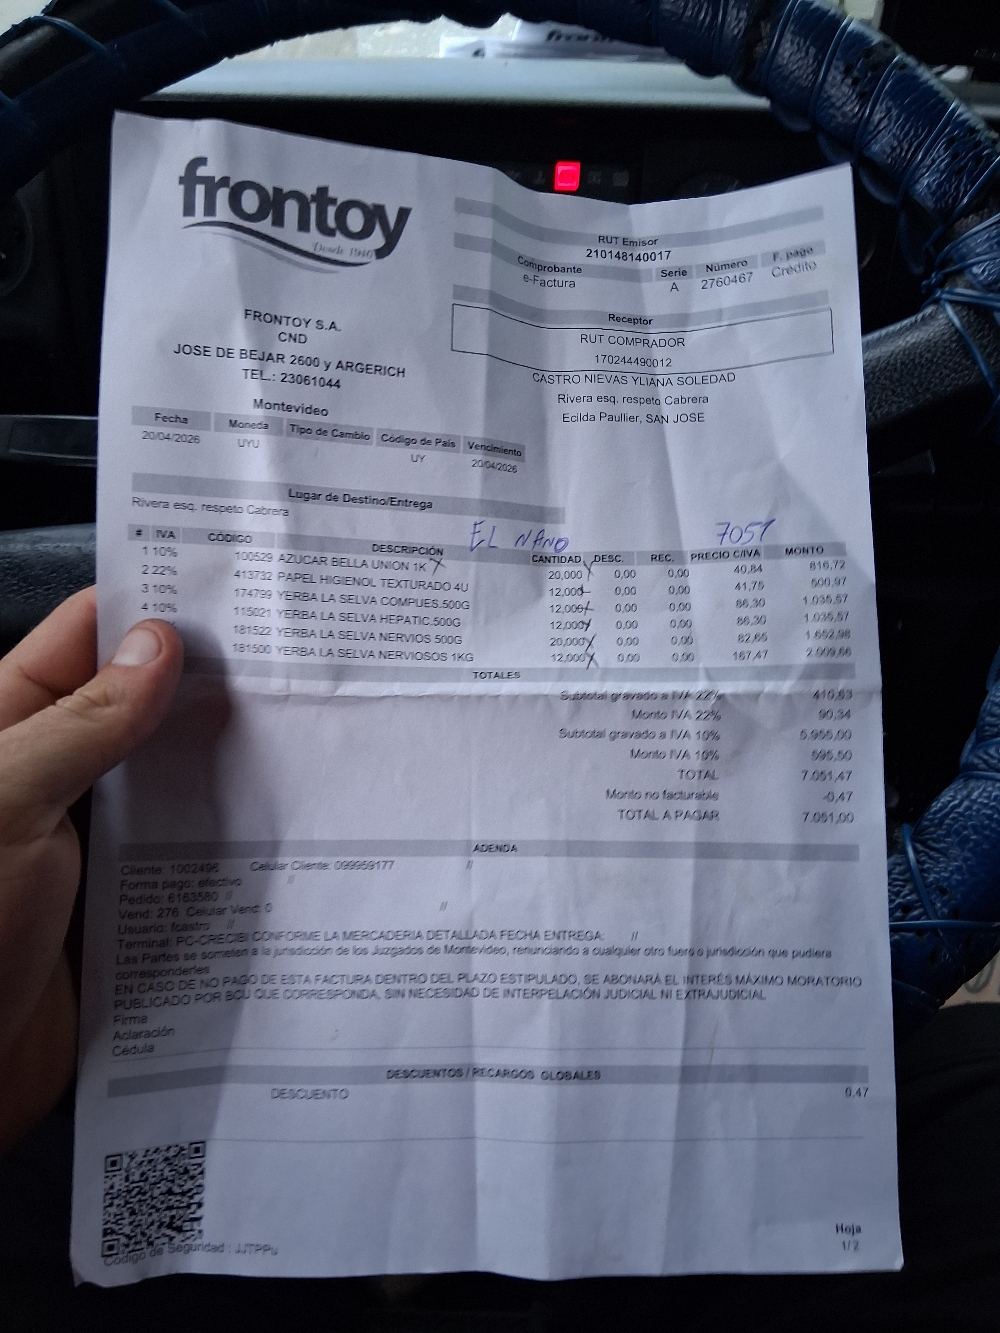 frontoy
Desde 1940
RUT Emisor
210148140017
Comprobante Serie Número F. pago
e-Factura A 2760467 Crédito
Receptor
RUT COMPRADOR
170244490012
CASTRO NIEVAS YLIANA SOLEDAD
Rivera esq. respeto Cabrera
Ecilda Paullier, SAN JOSE
FRONTOY S.A.
CND
JOSE DE BEJAR 2600 y ARGERICH
TEL.: 23061044
Montevideo
Fecha Moneda Tipo de Cambio Código de País Vencimiento
20/04/2026 UYU UY 20/04/2026
Lugar de Destino/Entrega
Rivera esq. respeto Cabrera
EL NANO 7051
# IVA CÓDIGO DESCRIPCIÓN CANTIDAD DESC. REC. PRECIO C/IVA MONTO
1 10% 100529 AZUCAR BELLA UNION 1K 20,000 0,00 0,00 40,84 816,72
2 22% 413732 PAPEL HIGIENOL TEXTURADO 4U 12,000 0,00 0,00 41,75 500,97
3 10% 174799 YERBA LA SELVA COMPUES.500G 12,000 0,00 0,00 86,30 1.035,57
4 10% 115021 YERBA LA SELVA HEPATIC.500G 12,000 0,00 0,00 86,30 1.035,57
181522 YERBA LA SELVA NERVIOS 500G 20,000 0,00 0,00 82,65 1.652,98
181500 YERBA LA SELVA NERVIOSOS 1KG 12,000 0,00 0,00 167,47 2.009,66
TOTALES
Subtotal gravado a IVA 22% 410,63
Monto IVA 22% 90,34
Subtotal gravado a IVA 10% 5.955,00
Monto IVA 10% 595,50
TOTAL 7.051,47
Monto no facturable -0,47
TOTAL A PAGAR 7.051,00
ADENDA
Cliente: 1002496 Celular Cliente: 099959177 //
Forma pago: efectivo //
Pedido: 6163580 //
Vend: 276 Celular Vend: 0 //
Usuario: fcastro //
Terminal: PC-CRECIBI CONFORME LA MERCADERIA DETALLADA FECHA ENTREGA: //
Las Partes se someten a la jurisdicción de los Juzgados de Montevideo, renunciando a cualquier otro fuero o jurisdicción que pudiera
corresponderles
EN CASO DE NO PAGO DE ESTA FACTURA DENTRO DEL PLAZO ESTIPULADO, SE ABONARÁ EL INTERÉS MÁXIMO MORATORIO
PUBLICADO POR BCU QUE CORRESPONDA, SIN NECESIDAD DE INTERPELACIÓN JUDICIAL NI EXTRAJUDICIAL
Firma
Aclaración
Cédula
DESCUENTOS / RECARGOS GLOBALES
DESCUENTO 0,47
Código de Seguridad : JJTPPu
Hoja
1/2